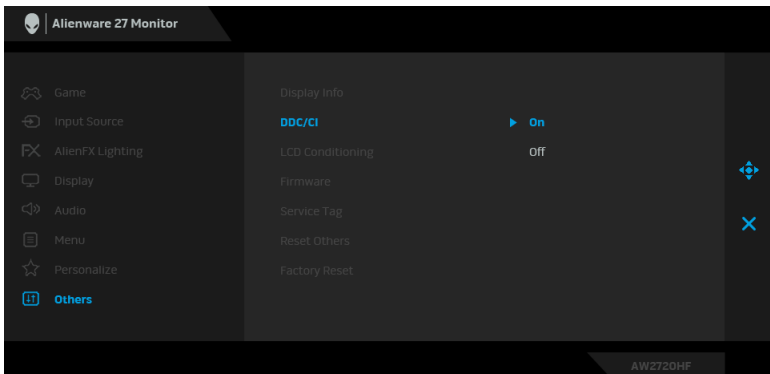 Alienware 27 Monitor
Game
Input Source
AlienFX Lighting
Display
Audio
Menu
Personalize
Others
Display Info
DDC/CI On
LCD Conditioning Off
Firmware
Service Tag
Reset Others
Factory Reset
AW2720HF